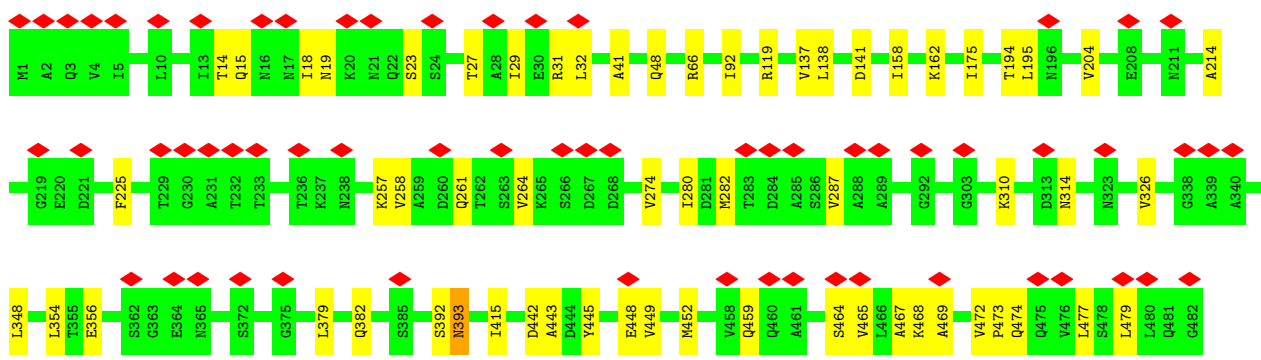 M1 A2 Q3 V4 I5 L10 I13 T14 Q15 N16 N17 I18 N19 K20 N21 Q22 S23 S24 T27 A28 I29 E30 R31 L32 A41 Q48 R66 I92 R119 V137 L138 D141 I158 K162 I175 T194 L195 N196 V204 E208 N211 A214
G219 E220 D221 F225 T229 G230 A231 T232 T233 T236 K237 N238 K257 V258 A259 D260 Q261 T262 S263 V264 K265 S266 D267 D268 V274 I280 D281 M282 T283 D284 A285 S286 V287 A288 A289 G292 G303 K310 D313 N314 N323 V326 G338 A339 A340
L348 L354 T355 E356 S362 G363 E364 N365 S372 G375 L379 Q382 S385 S392 N393 I415 D442 A443 D444 Y445 E448 V449 M452 V458 Q459 Q460 A461 S464 V465 L466 A467 K468 A469 V472 P473 Q474 Q475 V476 L477 S478 L479 L480 Q481 G482